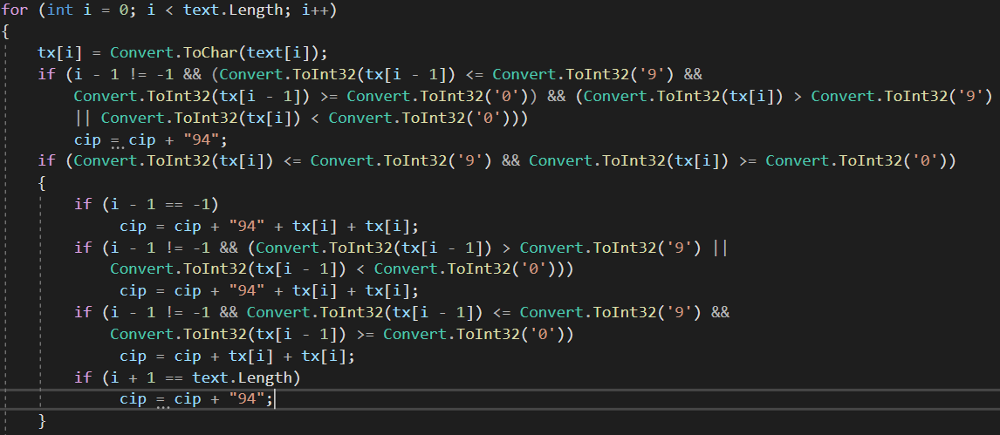 for (int i = 0; i < text.Length; i++)
{
    tx[i] = Convert.ToChar(text[i]);
    if (i - 1 != -1 && (Convert.ToInt32(tx[i - 1]) <= Convert.ToInt32('9') &&
        Convert.ToInt32(tx[i - 1]) >= Convert.ToInt32('0')) && (Convert.ToInt32(tx[i]) > Convert.ToInt32('9')
        || Convert.ToInt32(tx[i]) < Convert.ToInt32('0')))
        cip = cip + "94";
    if (Convert.ToInt32(tx[i]) <= Convert.ToInt32('9') && Convert.ToInt32(tx[i]) >= Convert.ToInt32('0'))
    {
        if (i - 1 == -1)
             cip = cip + "94" + tx[i] + tx[i];
        if (i - 1 != -1 && (Convert.ToInt32(tx[i - 1]) > Convert.ToInt32('9') ||
            Convert.ToInt32(tx[i - 1]) < Convert.ToInt32('0')))
             cip = cip + "94" + tx[i] + tx[i];
        if (i - 1 != -1 && Convert.ToInt32(tx[i - 1]) <= Convert.ToInt32('9') &&
            Convert.ToInt32(tx[i - 1]) >= Convert.ToInt32('0'))
             cip = cip + tx[i] + tx[i];
        if (i + 1 == text.Length)
             cip = cip + "94";
    }